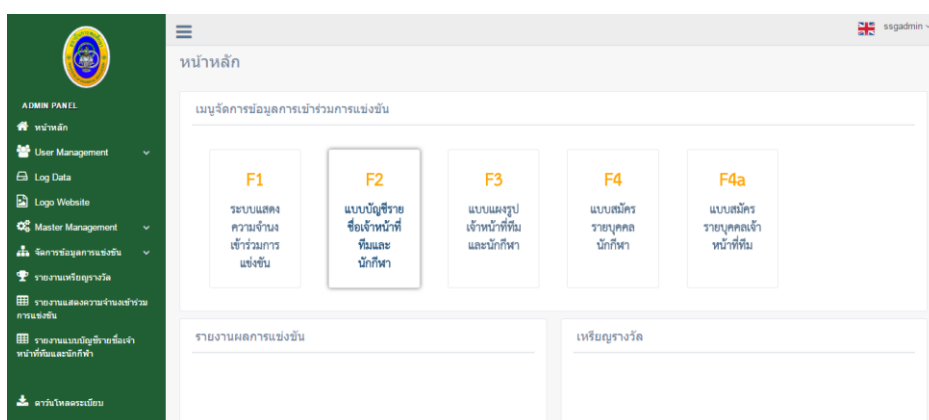 ssgadmin
หน้าหลัก
ADMIN PANEL
หน้าหลัก
User Management
Log Data
Logo Website
Master Management
จัดการข้อมูลการแข่งขัน
รายงานเหรียญรางวัล
รายงานแสดงความจำนงเข้าร่วม
การแข่งขัน
รายงานแบบบัญชีรายชื่อเจ้า
หน้าที่ทีมและนักกีฬา
ดาวน์โหลดระเบียบ
เมนูจัดการข้อมูลการเข้าร่วมการแข่งขัน
F1
ระบบแสดง
ความจำนง
เข้าร่วมการ
แข่งขัน
F2
แบบบัญชีราย
ชื่อเจ้าหน้าที่
ทีมและ
นักกีฬา
F3
แบบแผงรูป
เจ้าหน้าที่ทีม
และนักกีฬา
F4
แบบสมัคร
รายบุคคล
นักกีฬา
F4a
แบบสมัคร
รายบุคคลเจ้า
หน้าที่ทีม
รายงานผลการแข่งขัน
เหรียญรางวัล